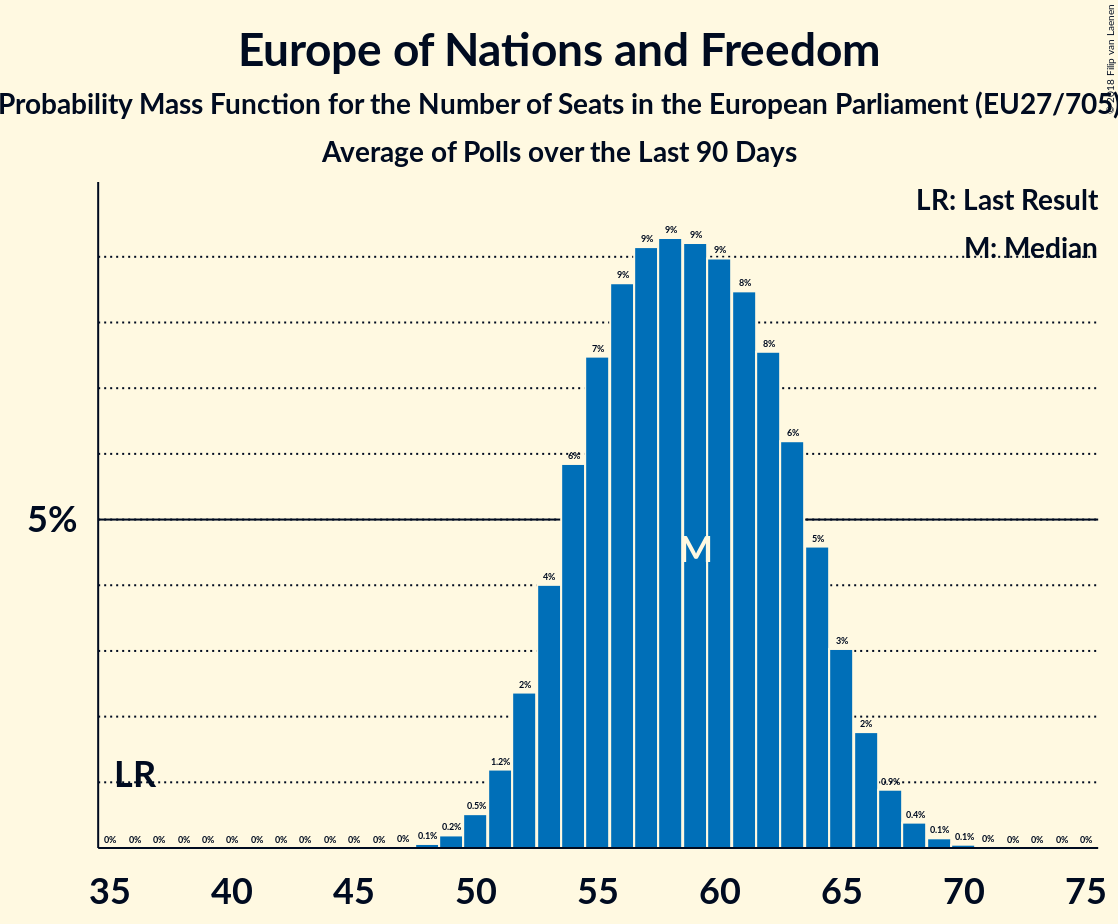 Europe of Nations and Freedom
Probability Mass Function for the Number of Seats in the European Parliament (EU27/705)
Average of Polls over the Last 90 Days
© 2018 Filip van Laenen
LR: Last Result
M: Median
9%
9%
9%
9%
9%
8%
7%
8%
6%
6%
5%
5%
M
4%
3%
2%
2%
LR
1.2%
0.9%
0.5%
0.4%
0% 0% 0% 0% 0% 0% 0% 0% 0% 0% 0% 0% 0% 0.1% 0.2% 0.1% 0.1% 0% 0% 0% 0% 0%
35 40 45 50 55 60 65 70 75